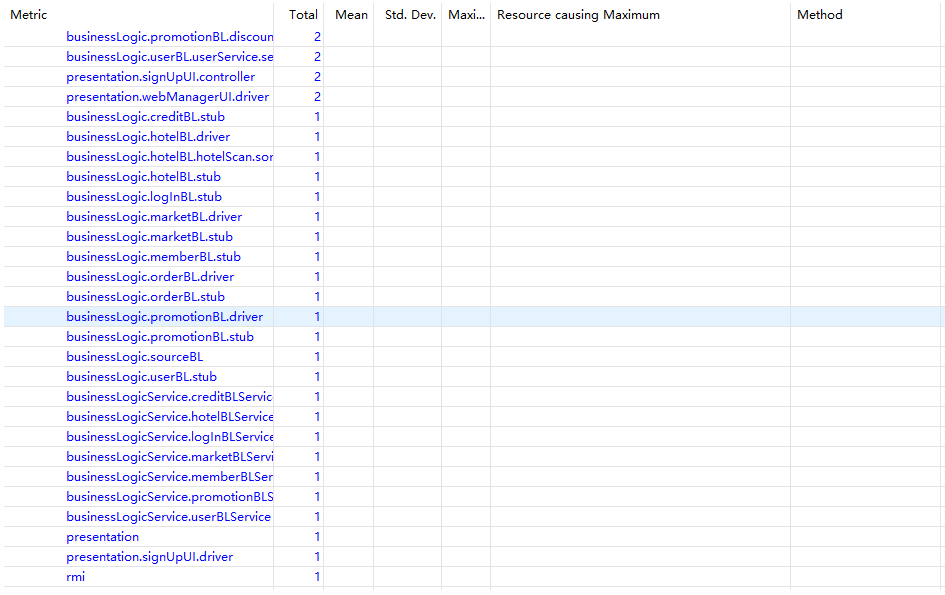 Metric Total Mean Std. Dev. Maxi... Resource causing Maximum Method
businessLogic.promotionBL.discoun 2
businessLogic.userBL.userService.se 2
presentation.signUpUI.controller 2
presentation.webManagerUI.driver 2
businessLogic.creditBL.stub 1
businessLogic.hotelBL.driver 1
businessLogic.hotelBL.hotelScan.sor 1
businessLogic.hotelBL.stub 1
businessLogic.logInBL.stub 1
businessLogic.marketBL.driver 1
businessLogic.marketBL.stub 1
businessLogic.memberBL.stub 1
businessLogic.orderBL.driver 1
businessLogic.orderBL.stub 1
businessLogic.promotionBL.driver 1
businessLogic.promotionBL.stub 1
businessLogic.sourceBL 1
businessLogic.userBL.stub 1
businessLogicService.creditBLServic 1
businessLogicService.hotelBLService 1
businessLogicService.logInBLService 1
businessLogicService.marketBLServi 1
businessLogicService.memberBLSer 1
businessLogicService.promotionBLS 1
businessLogicService.userBLService 1
presentation 1
presentation.signUpUI.driver 1
rmi 1